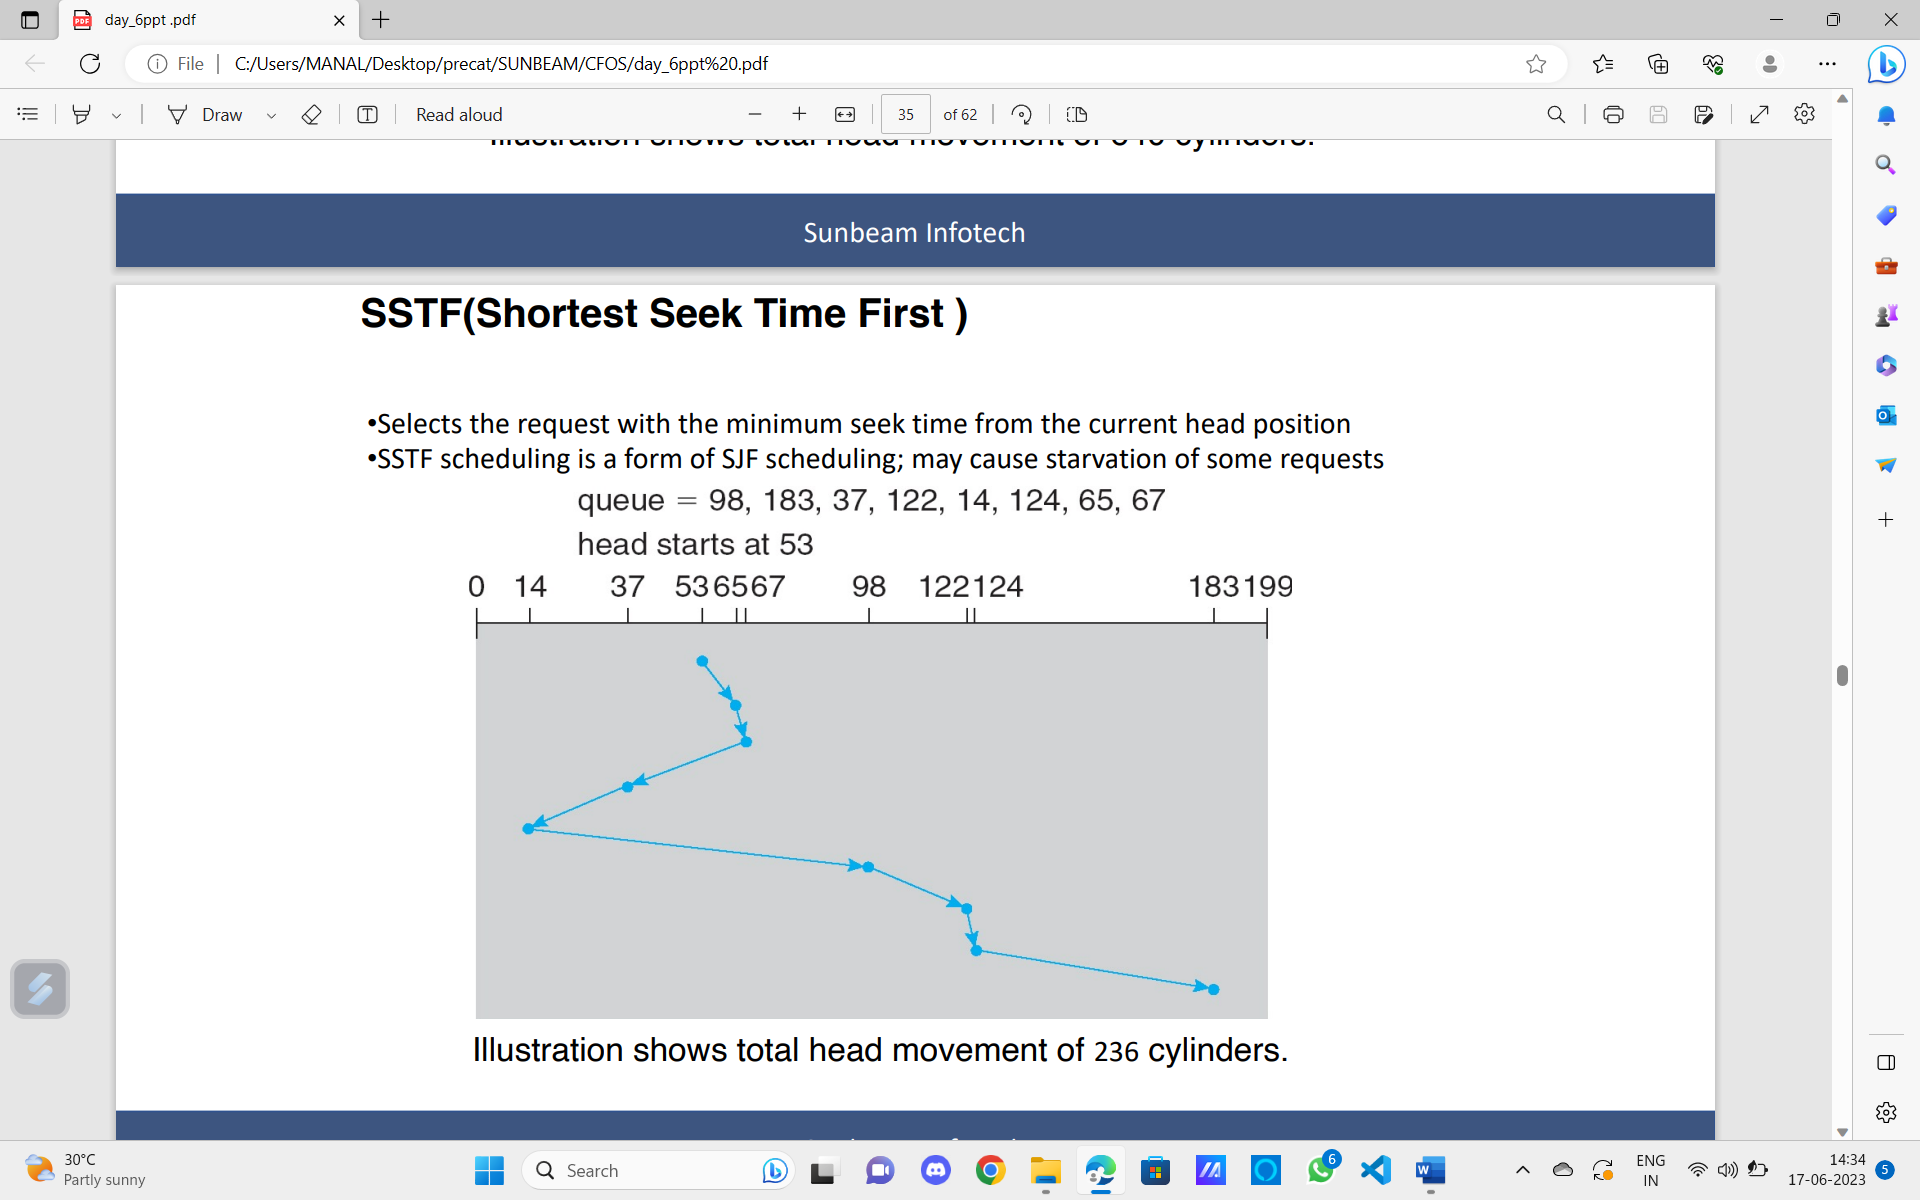 day_6ppt .pdf
File
C:/Users/MANAL/Desktop/precat/SUNBEAM/CFOS/day_6ppt%20.pdf
Draw
Read aloud
35
of 62
Sunbeam Infotech
SSTF(Shortest Seek Time First )
•Selects the request with the minimum seek time from the current head position
•SSTF scheduling is a form of SJF scheduling; may cause starvation of some requests
queue = 98, 183, 37, 122, 14, 124, 65, 67
head starts at 53
0 14 37 53 65 67 98 122 124 183 199
Illustration shows total head movement of 236 cylinders.
30°C
Partly sunny
Search
6
ENG
IN
14:34
17-06-2023
5